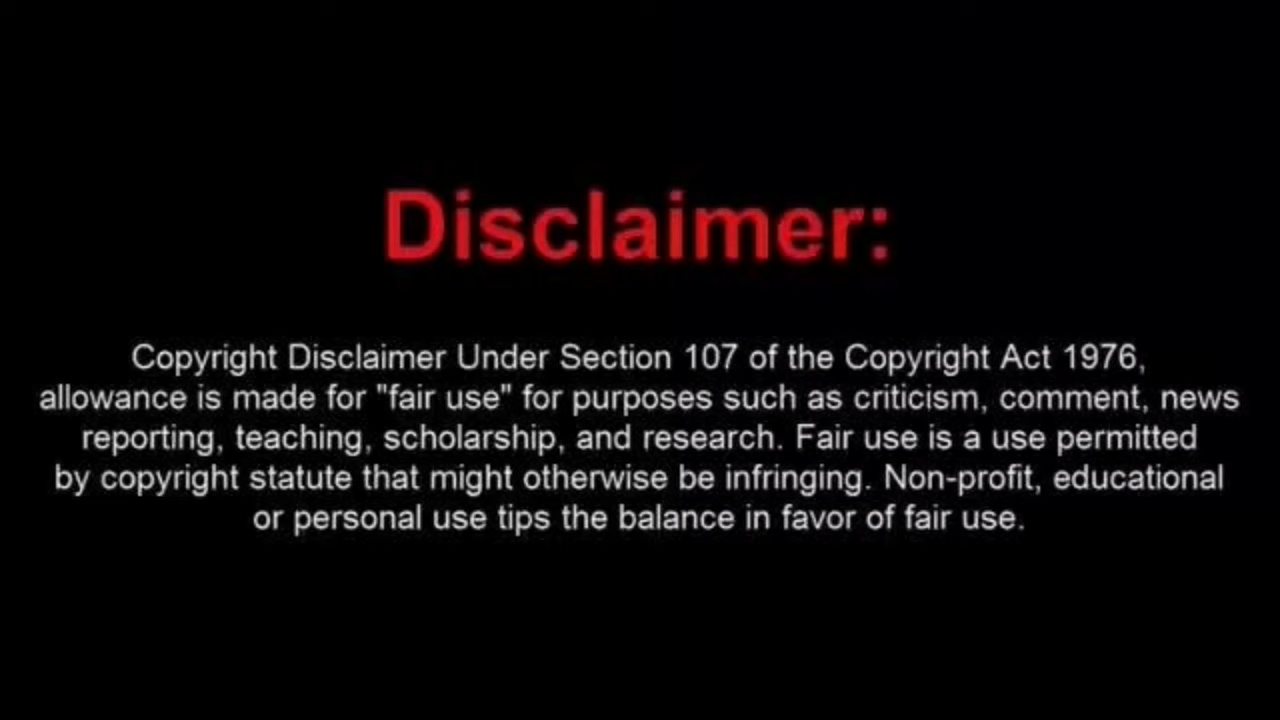 Disclaimer:
Copyright Disclaimer Under Section 107 of the Copyright Act 1976,
allowance is made for "fair use" for purposes such as criticism, comment, news
reporting, teaching, scholarship, and research. Fair use is a use permitted
by copyright statute that might otherwise be infringing. Non-profit, educational
or personal use tips the balance in favor of fair use.